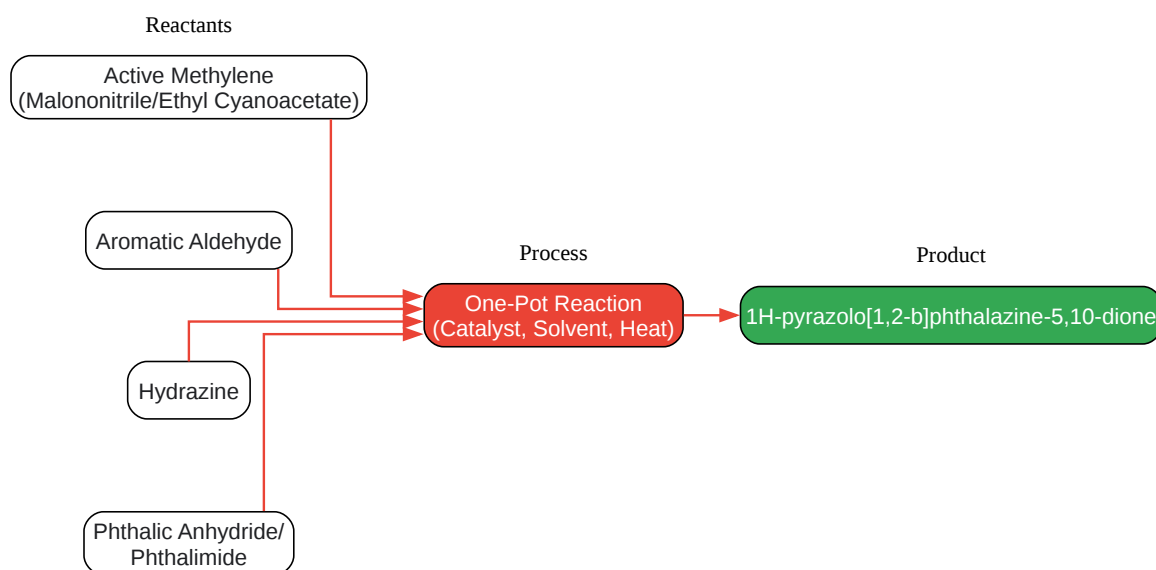 Reactants
Active Methylene
(Malononitrile/Ethyl Cyanoacetate)
Aromatic Aldehyde
Process
Product
One-Pot Reaction
(Catalyst, Solvent, Heat)
1H-pyrazolo[1,2-b]phthalazine-5,10-dione
Hydrazine
Phthalic Anhydride/
Phthalimide